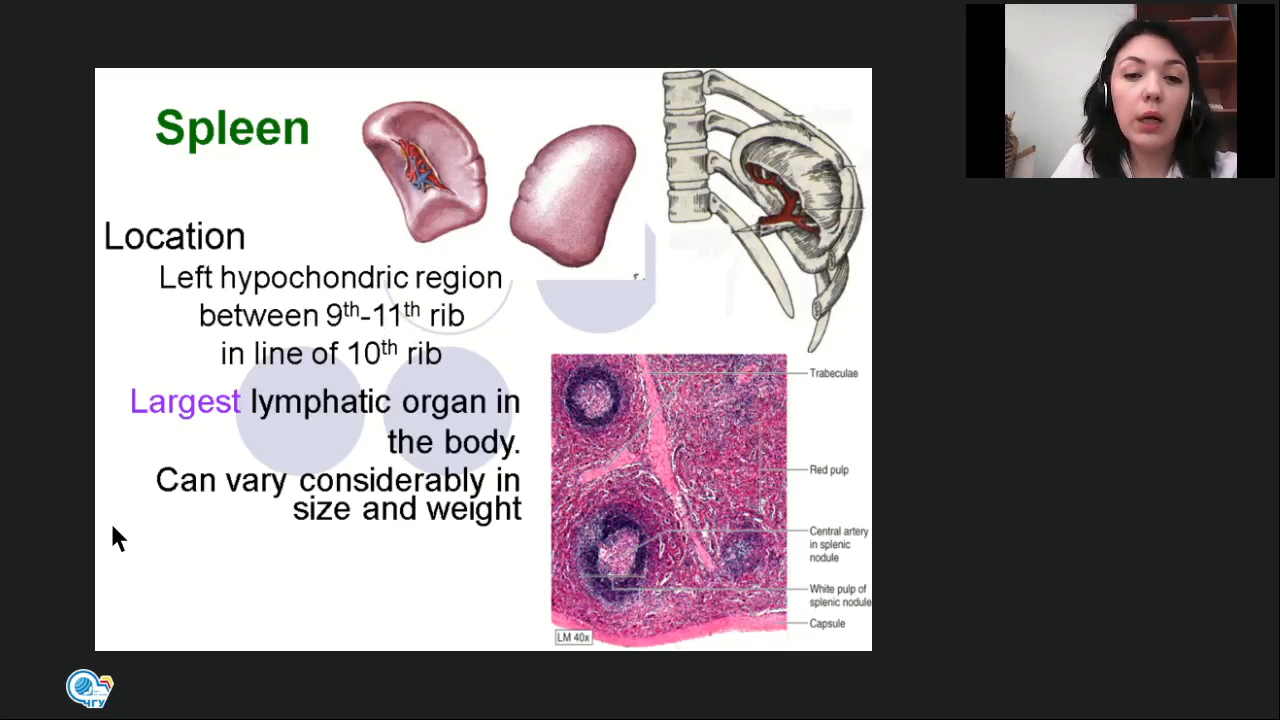 Spleen
Location
Left hypochondric region
between 9th-11th rib
in line of 10th rib
Largest lymphatic organ in
the body.
Can vary considerably in
size and weight
Trabeculae
Red pulp
Central artery
in splenic
nodule
White pulp of
splenic nodule
Capsule
LM 40x
ЧГУ